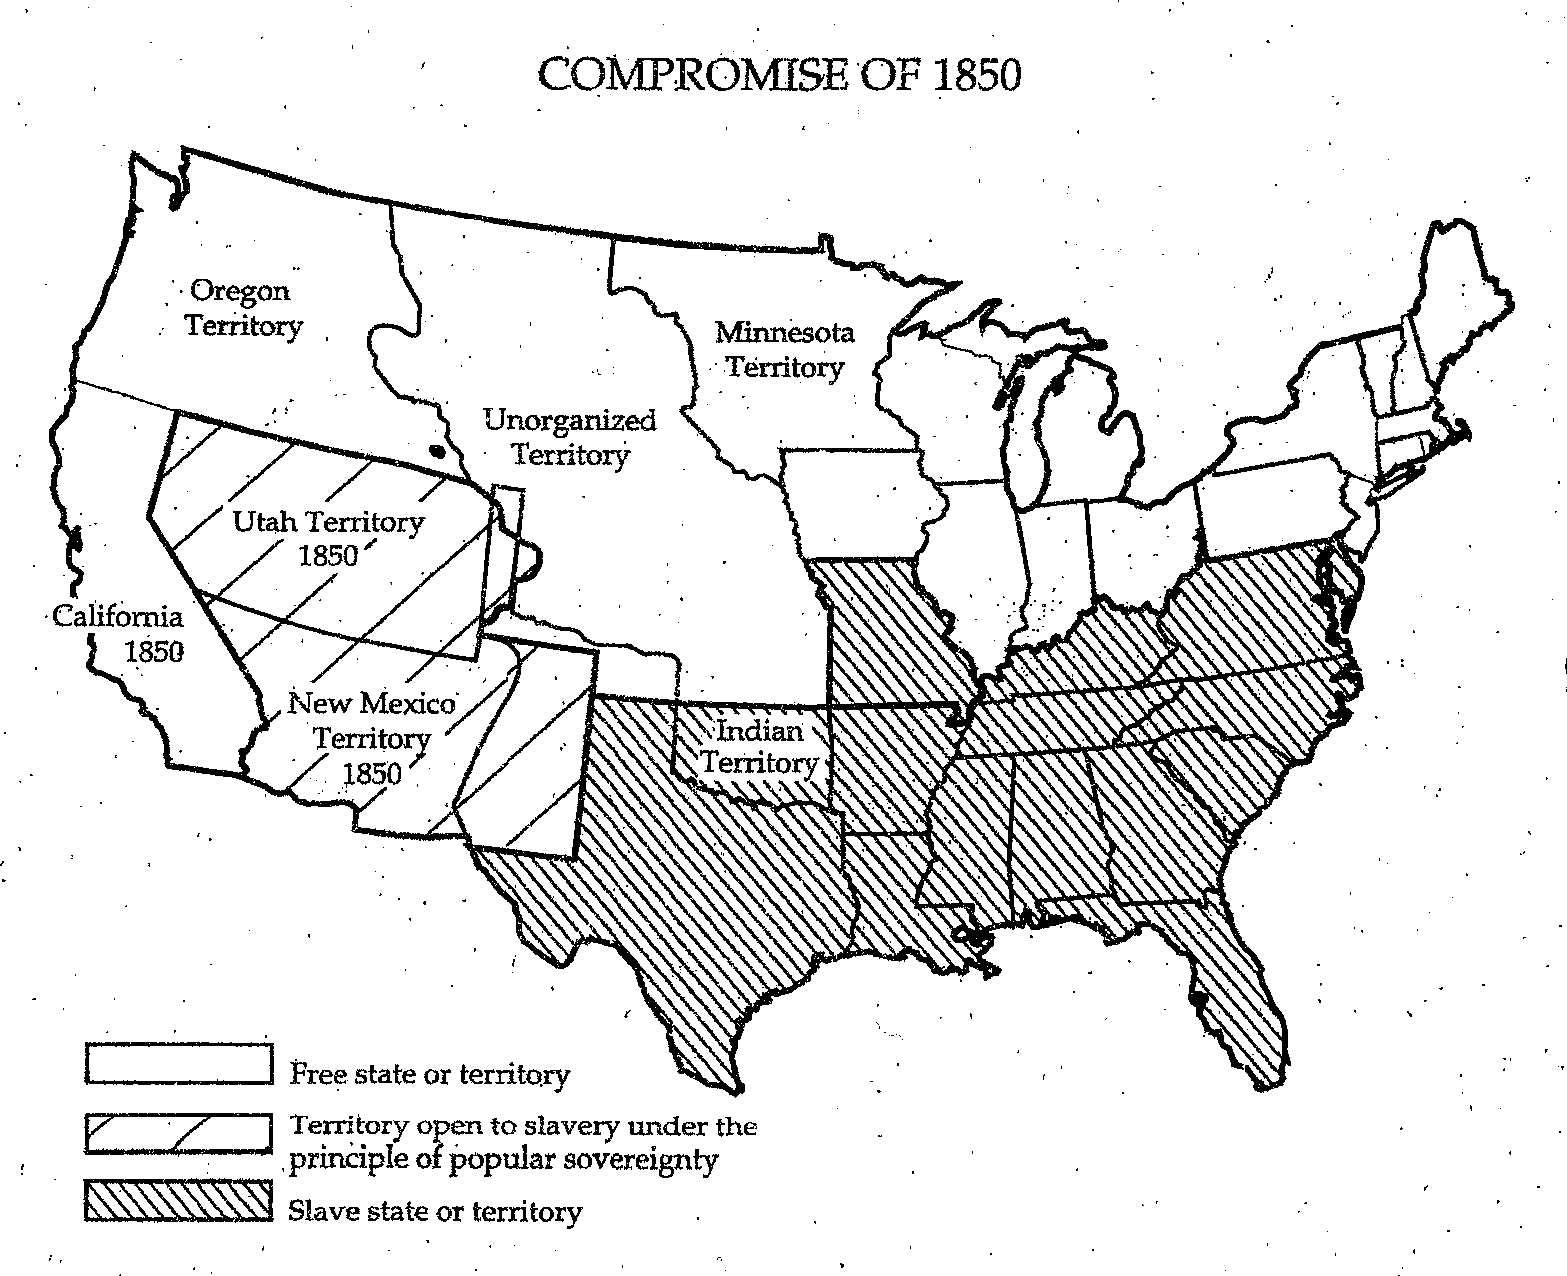 COMPROMISE OF 1850
Oregon
Territory
Minnesota
Territory
Unorganized
Territory
Utah Territory
1850
California
1850
New Mexico
Territory
1850
Indian
Territory
Free state or territory
Territory open to slavery under the
principle of popular sovereignty
Slave state or territory